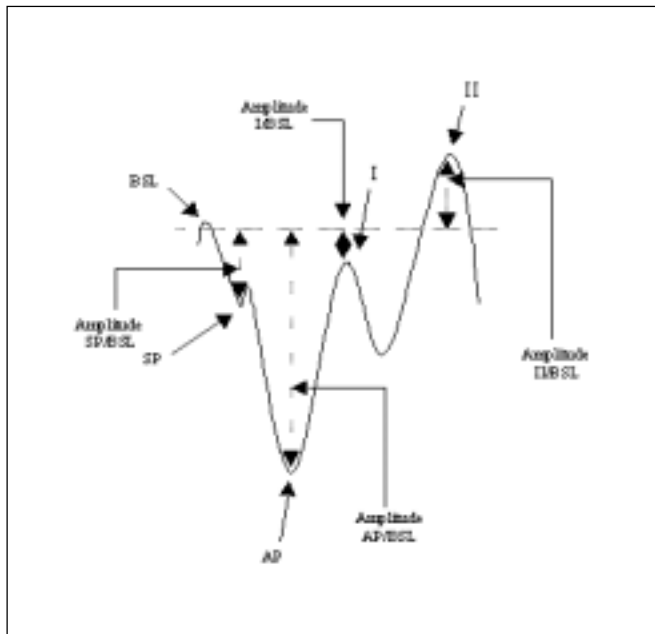 II
Amplitude
I/BSL
I
BSL
Amplitude
SP/BSL
SP
Amplitude
II/BSL
Amplitude
AP/BSL
AP